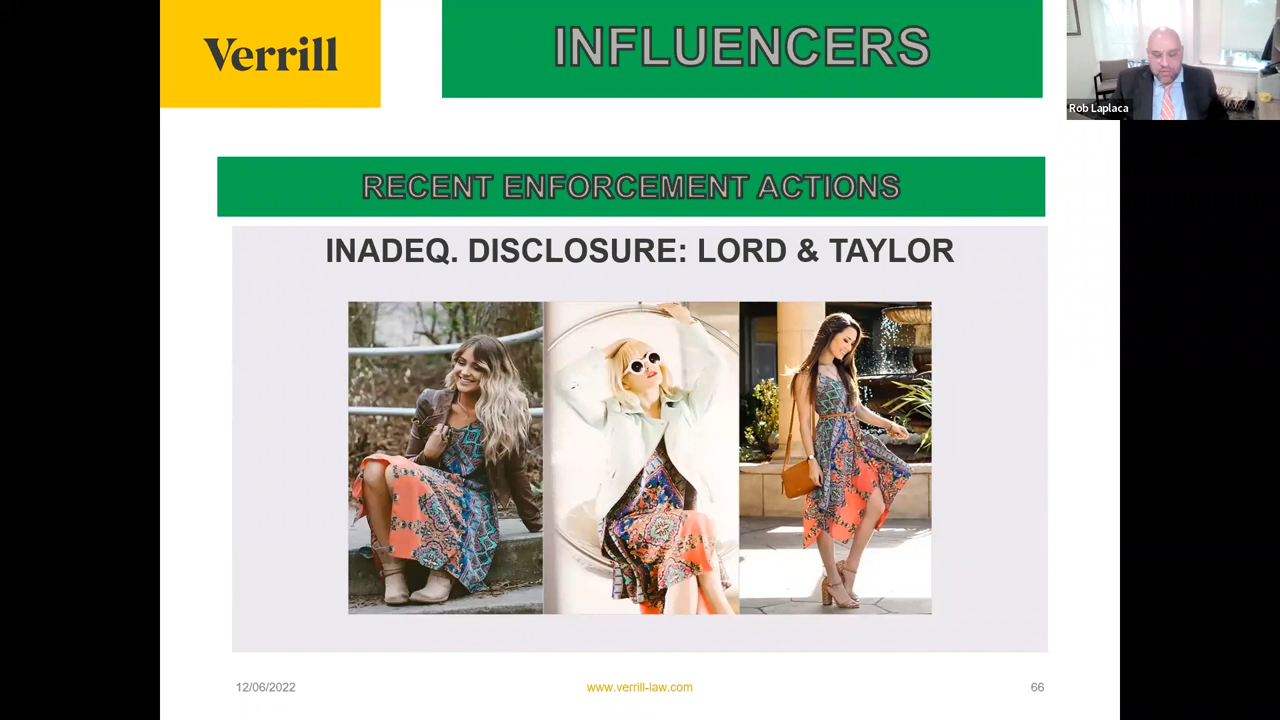 Verrill
INFLUENCERS
Rob Laplaca
RECENT ENFORCEMENT ACTIONS
INADEQ. DISCLOSURE: LORD & TAYLOR
12/06/2022
www.verrill-law.com
66